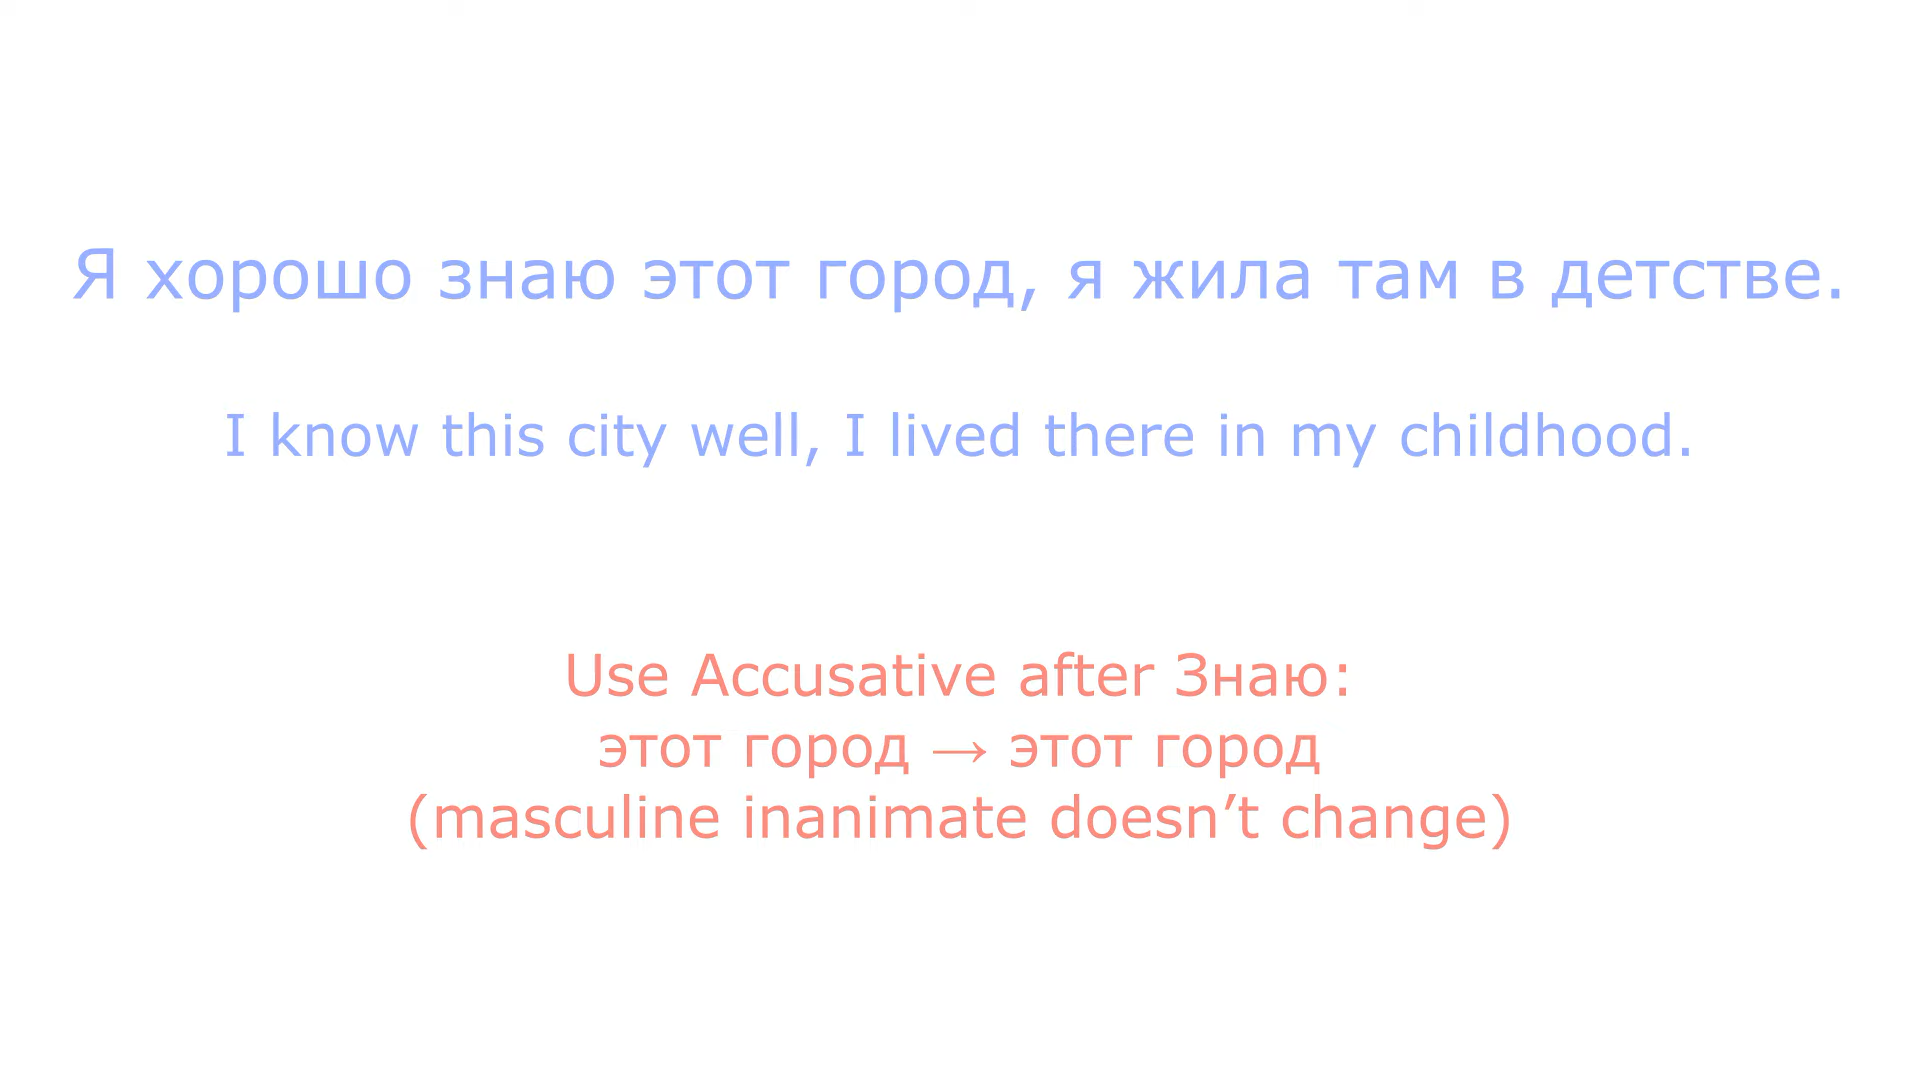 Я хорошо знаю этот город, я жила там в детстве.
I know this city well, I lived there in my childhood.
Use Accusative after Знаю:
этот город → этот город
(masculine inanimate doesn’t change)